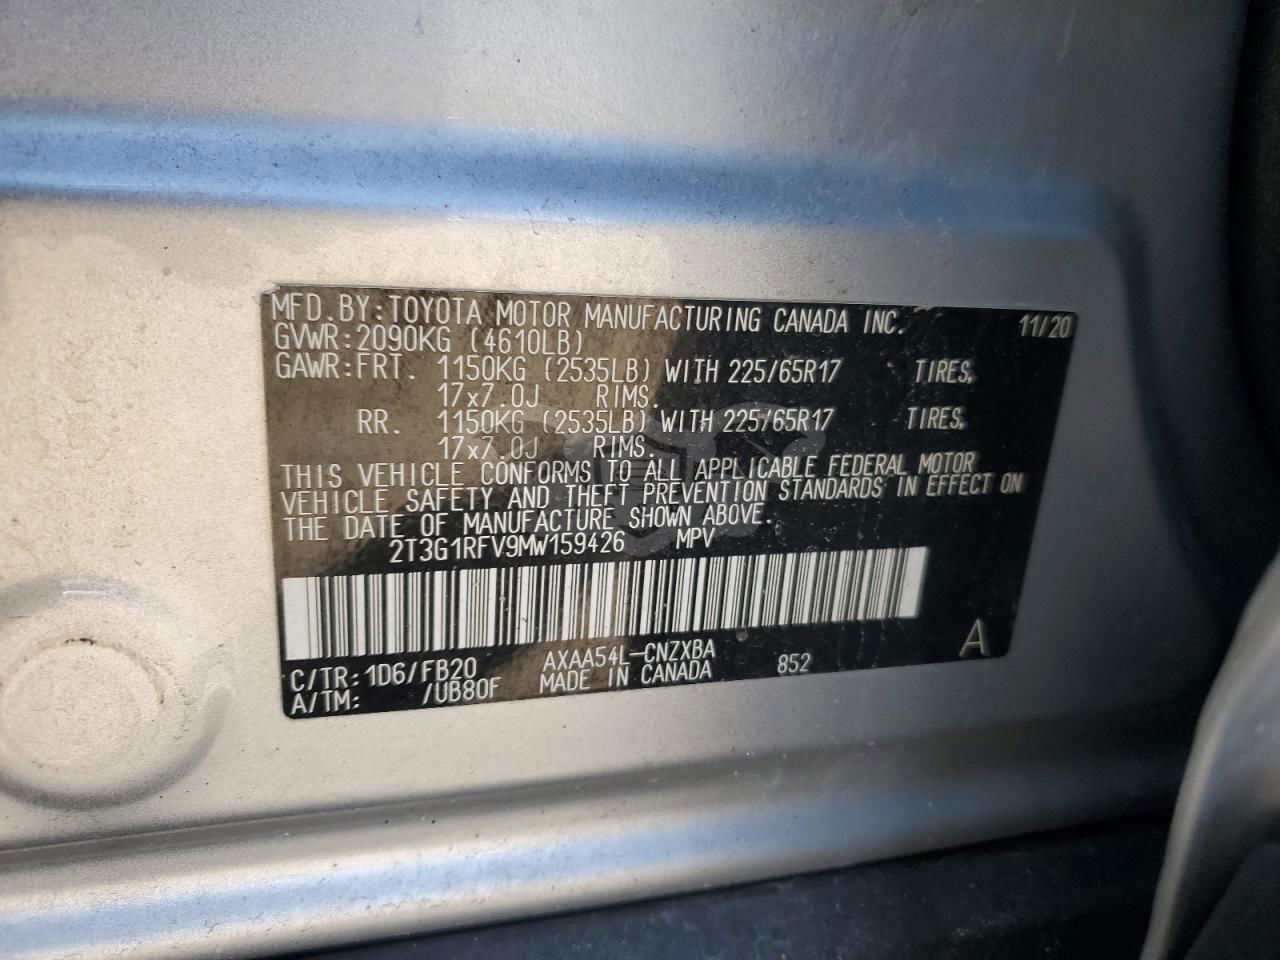 MFD.BY:TOYOTA MOTOR MANUFACTURING CANADA INC. 11/20
GVWR:2090KG (4610LB)
GAWR:FRT. 1150KG (2535LB) WITH 225/65R17 TIRES,
17x7.0J RIMS.
RR. 1150KG (2535LB) WITH 225/65R17 TIRES,
17x7.0J RIMS.
THIS VEHICLE CONFORMS TO ALL APPLICABLE FEDERAL MOTOR
VEHICLE SAFETY AND THEFT PREVENTION STANDARDS IN EFFECT ON
THE DATE OF MANUFACTURE SHOWN ABOVE.
2T3G1RFV9MW159426 MPV
C/TR:1D6/FB20 AXAA54L-CNZXBA 852 A
A/TM: /UB80F MADE IN CANADA